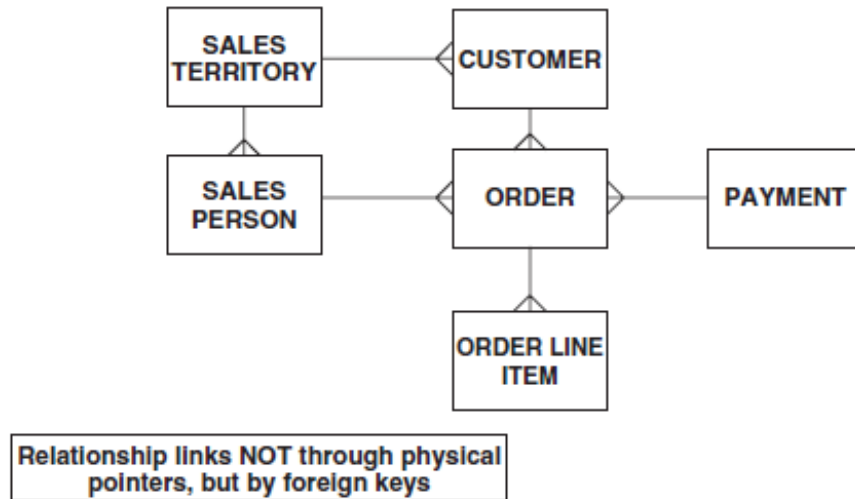 SALES
TERRITORY
CUSTOMER
SALES
PERSON
ORDER
PAYMENT
ORDER LINE
ITEM
Relationship links NOT through physical
pointers, but by foreign keys